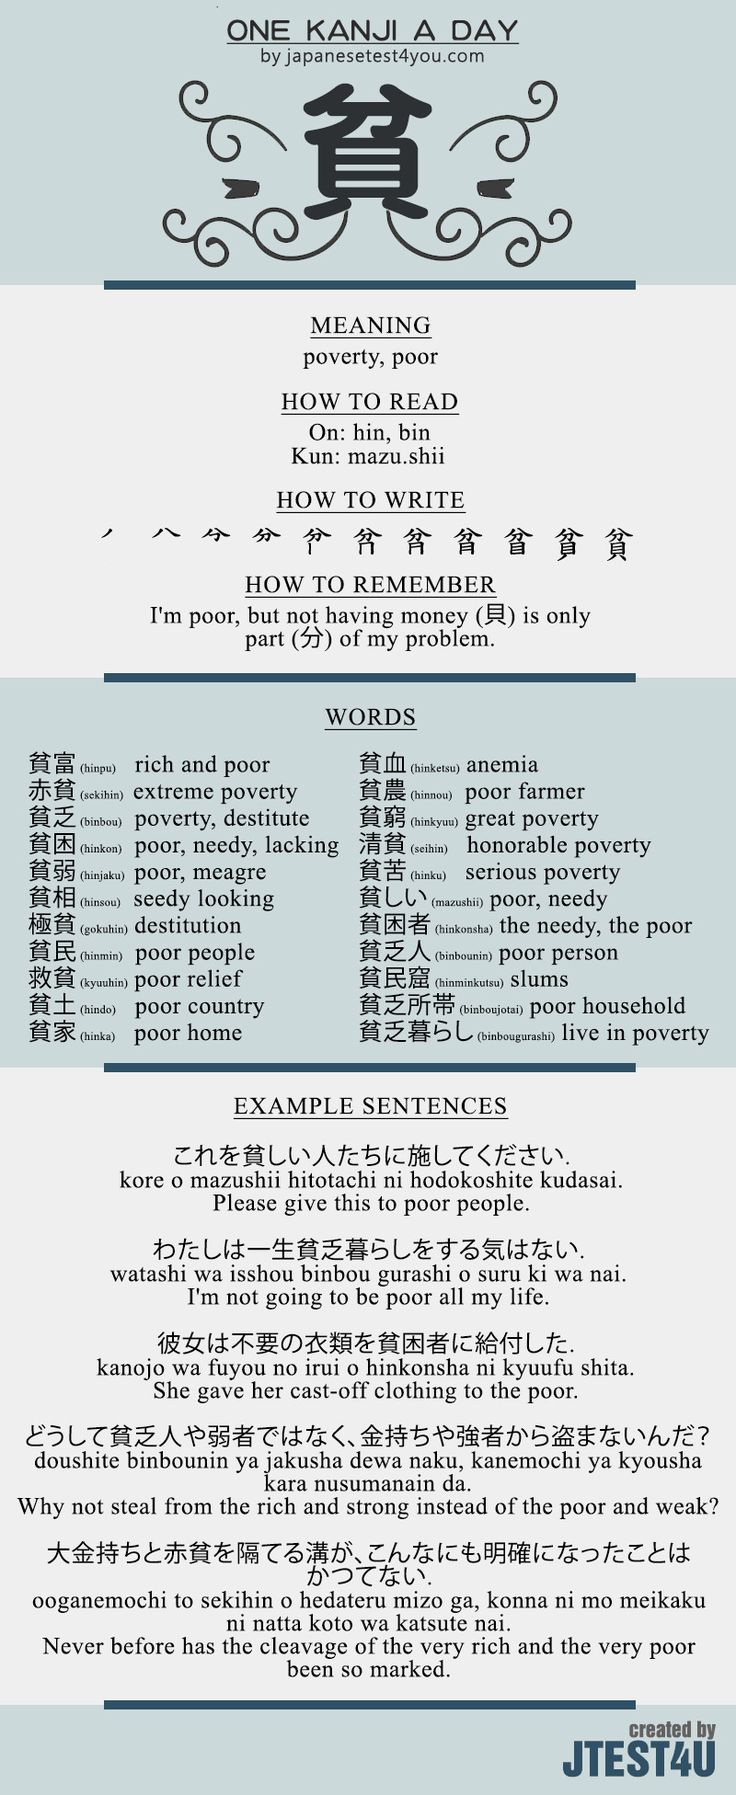 ONE KANJI A DAY
by japanesetest4you.com
貧
MEANING
poverty, poor
HOW TO READ
On: hin, bin
Kun: mazu.shii
HOW TO WRITE
HOW TO REMEMBER
I'm poor, but not having money (貝) is only
part (分) of my problem.
WORDS
貧富 (hinpu) rich and poor
赤貧 (sekihin) extreme poverty
貧乏 (binbou) poverty, destitute
貧困 (hinkon) poor, needy, lacking
貧弱 (hinjaku) poor, meagre
貧相 (hinsou) seedy looking
極貧 (gokuhin) destitution
貧民 (hinmin) poor people
救貧 (kyuuhin) poor relief
貧土 (hindo) poor country
貧家 (hinka) poor home
貧血 (hinketsu) anemia
貧農 (hinnou) poor farmer
貧窮 (hinkyuu) great poverty
清貧 (seihin) honorable poverty
貧苦 (hinku) serious poverty
貧しい (mazushii) poor, needy
貧困者 (hinkonsha) the needy, the poor
貧乏人 (binbounin) poor person
貧民窟 (hinminkutsu) slums
貧乏所帯 (binboujotai) poor household
貧乏暮らし (binbougurashi) live in poverty
EXAMPLE SENTENCES
これを貧しい人たちに施してください.
kore o mazushii hitotachi ni hodokoshite kudasai.
Please give this to poor people.
わたしは一生貧乏暮らしをする気はない.
watashi wa isshou binbou gurashi o suru ki wa nai.
I'm not going to be poor all my life.
彼女は不要の衣類を貧困者に給付した.
kanojo wa fuyou no irui o hinkonsha ni kyuufu shita.
She gave her cast-off clothing to the poor.
どうして貧乏人や弱者ではなく、金持ちや強者から盗まないんだ?
doushite binbounin ya jakusha dewa naku, kanemochi ya kyousha
kara nusumanain da.
Why not steal from the rich and strong instead of the poor and weak?
大金持ちと赤貧を隔てる溝が、こんなにも明確になったことは
かつてない.
ooganemochi to sekihin o hedateru mizo ga, konna ni mo meikaku
ni natta koto wa katsute nai.
Never before has the cleavage of the very rich and the very poor
been so marked.
created by
JTEST4U